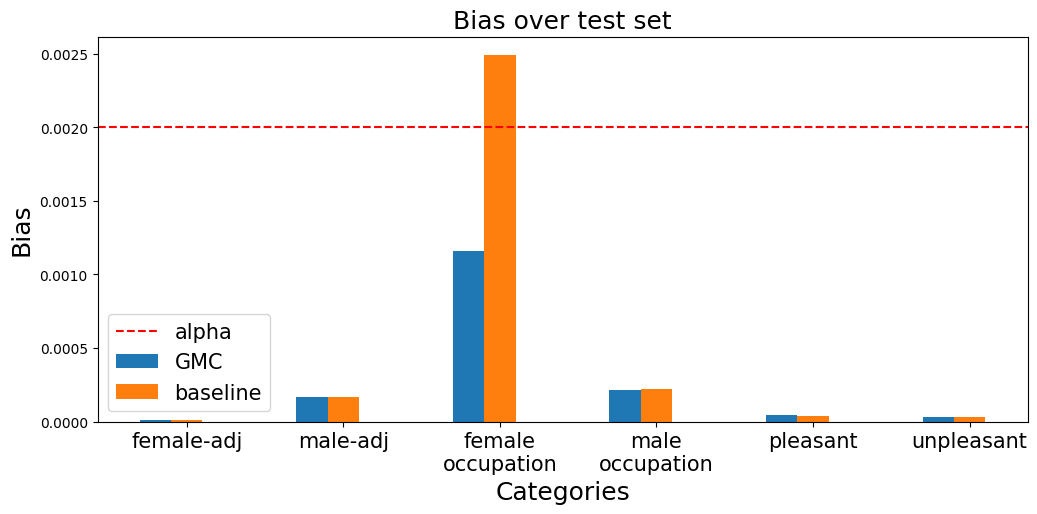 Bias over test set
0.0025
0.0020
0.0015
0.0010
0.0005
0.0000
Bias
alpha
GMC
baseline
female-adj
male-adj
female
occupation
male
occupation
pleasant
unpleasant
Categories